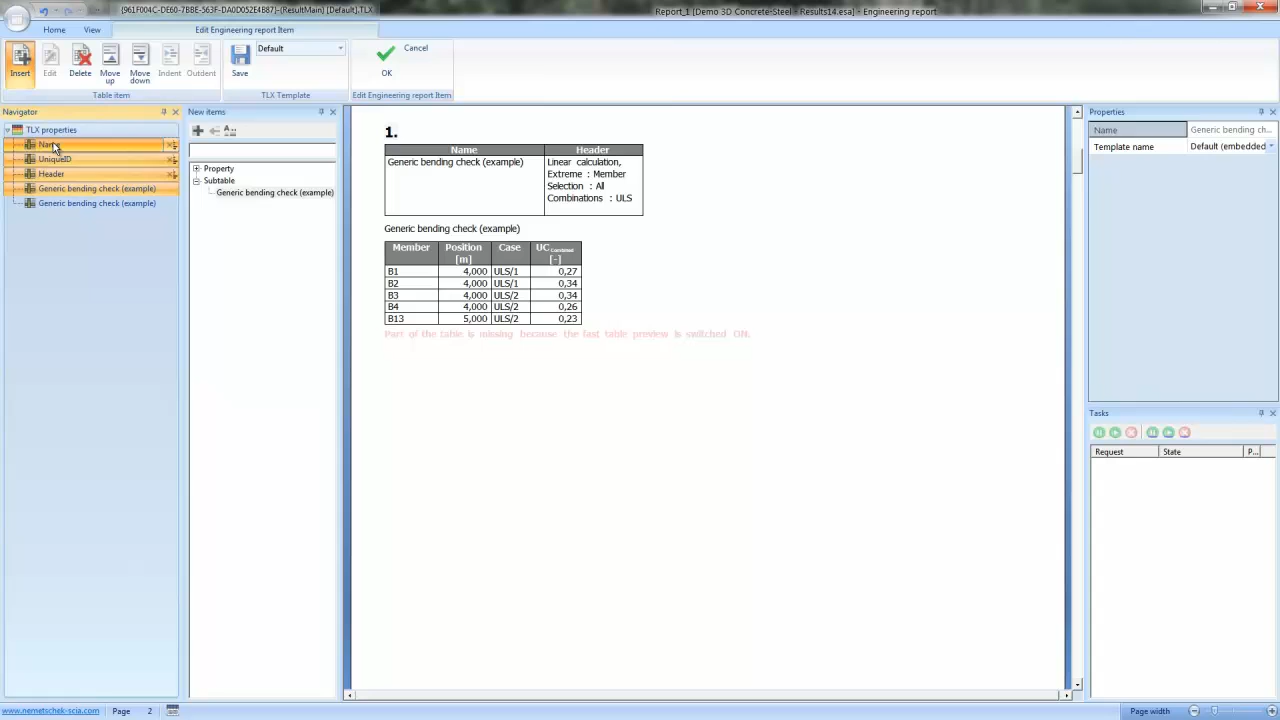 {961F004C-DE60-7BBE-563F-DA0D052E4B87}-(ResultMain) [Default].TLX
Report_1 [Demo 3D Concrete-Steel - Results14.esa] - Engineering report
Home View Edit Engineering report Item
Insert Edit Delete Move up Move down Indent Outdent
Table item
Save Default
TLX Template
OK Cancel
Edit Engineering report Item
Navigator
TLX properties
Name
UniqueID
Header
Generic bending check (example)
Generic bending check (example)
New items
Property
Subtable
Generic bending check (example)
1.
Name Header
Generic bending check (example) Linear calculation,
Extreme : Member
Selection : All
Combinations : ULS
Generic bending check (example)
Member Position Case UC
[m] [-]
B1 4,000 ULS/1 0,27
B2 4,000 ULS/1 0,34
B3 4,000 ULS/2 0,34
B4 4,000 ULS/2 0,26
B13 5,000 ULS/2 0,23
Part of the table is missing because the fast table preview is switched ON.
Properties
Name Generic bending ch...
Template name Default (embedded
Tasks
Request State P...
www.nemetschek-scia.com Page 2 Page width